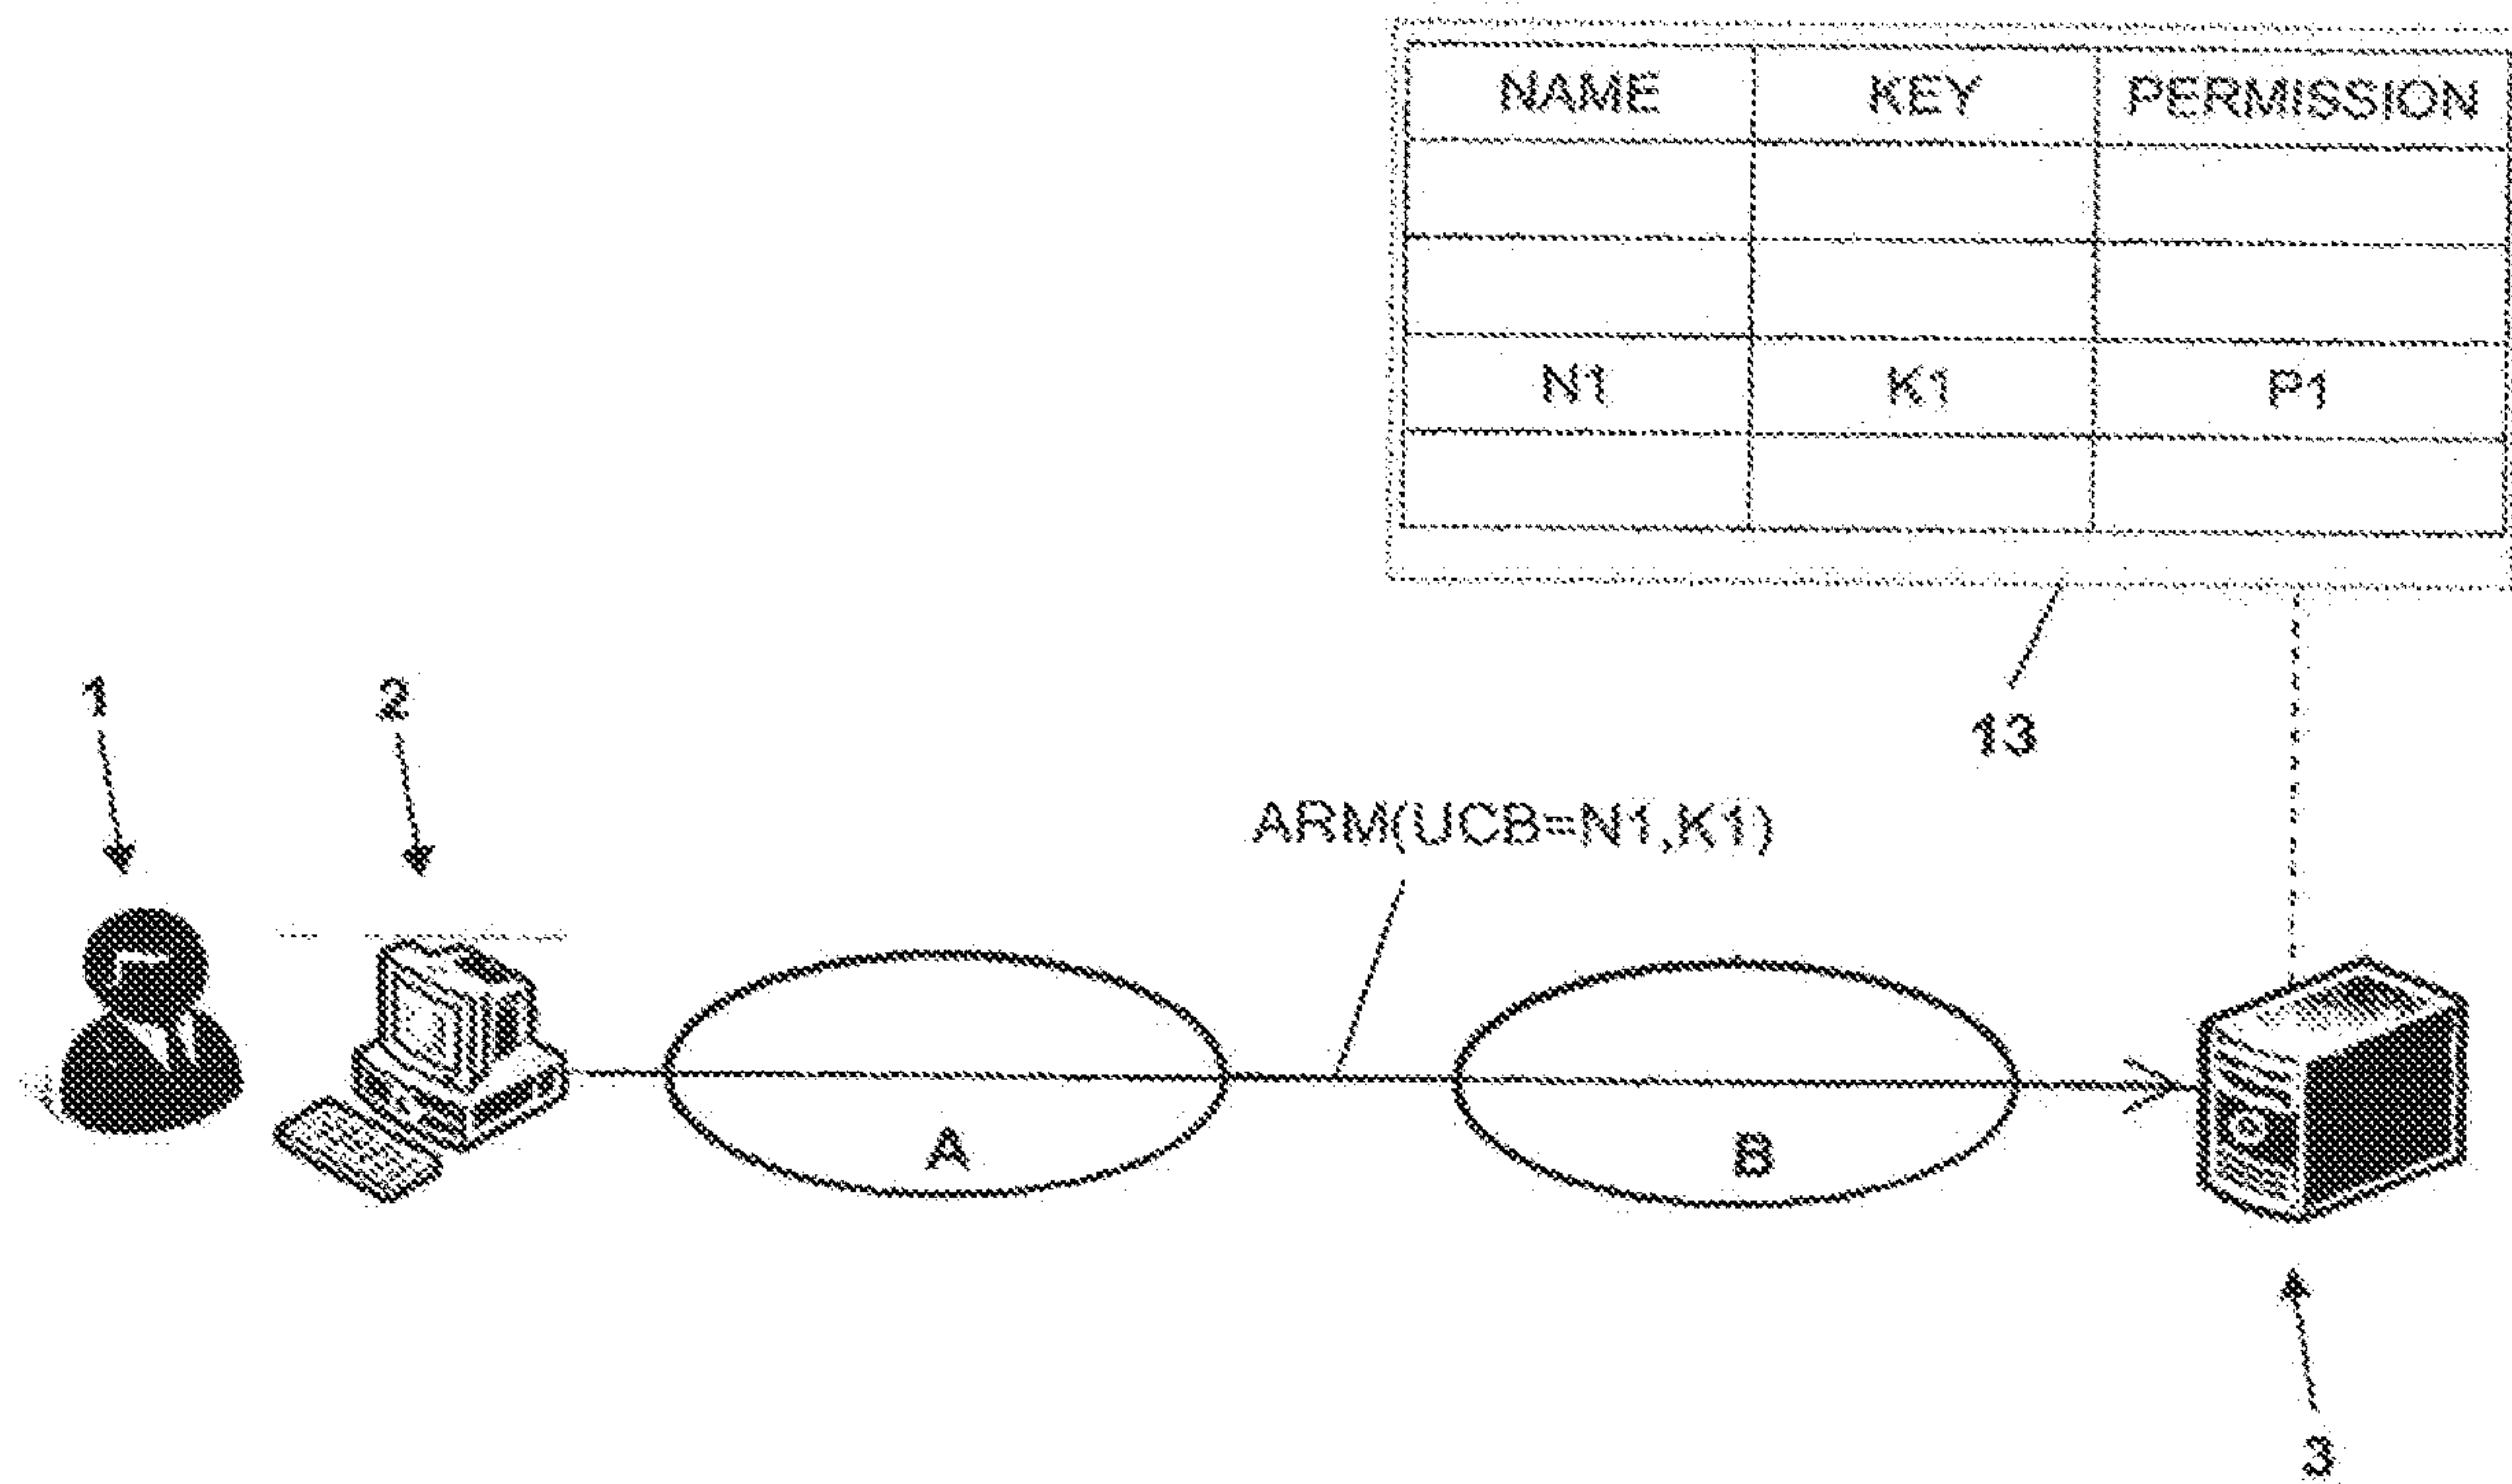 NAME KEY PERMISSION
N1 K1 P1
1
2
13
ARM(UCB=N1,K1)
A
B
3